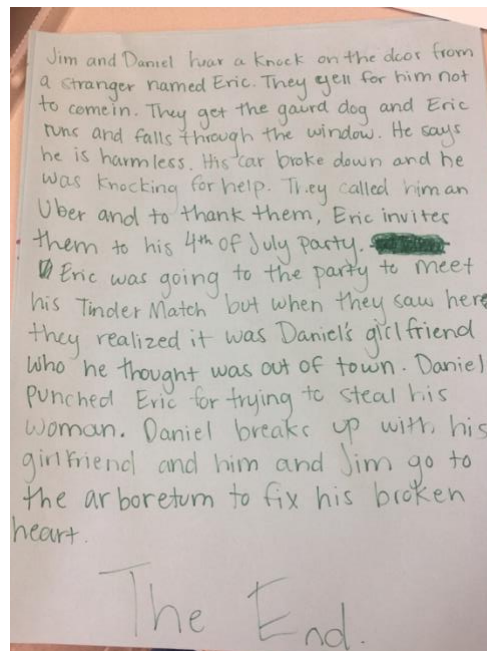 Jim and Daniel hear a knock on the door from
a stranger named Eric. They yell for him not
to come in. They get the gaurd dog and Eric
runs and falls through the window. He says
he is harmless. His car broke down and he
was knocking for help. They called him an
Uber and to thank them, Eric invites
them to his 4th of July party.
Eric was going to the party to meet
his Tinder Match but when they saw here
they realized it was Daniel's girlfriend
who he thought was out of town. Daniel
punched Eric for trying to steal his
woman. Daniel breaks up with his
girlfriend and him and Jim go to
the arboretum to fix his broken
heart.
The End.